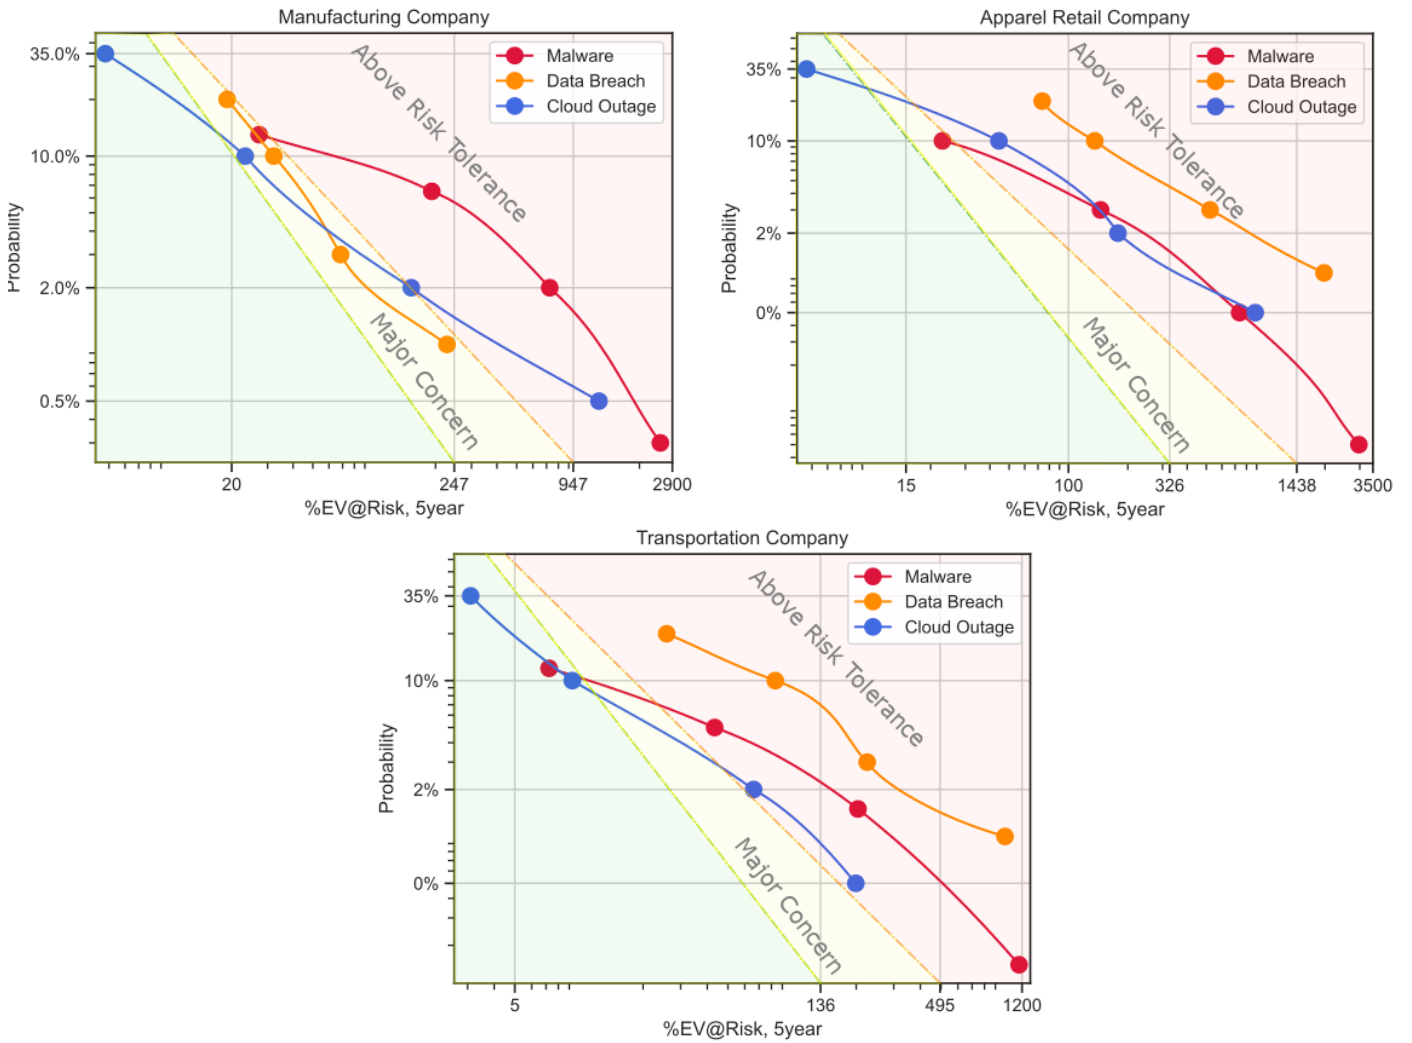 Manufacturing Company
Probability
35.0%
10.0%
2.0%
0.5%
Above Risk Tolerance
Major Concern
Malware
Data Breach
Cloud Outage
20
247
947
2900
%EV@Risk, 5year
Apparel Retail Company
Probability
35%
10%
2%
0%
Above Risk Tolerance
Major Concern
Malware
Data Breach
Cloud Outage
15
100
326
1438
3500
%EV@Risk, 5year
Transportation Company
Probability
35%
10%
2%
0%
Above Risk Tolerance
Major Concern
Malware
Data Breach
Cloud Outage
5
136
495
1200
%EV@Risk, 5year